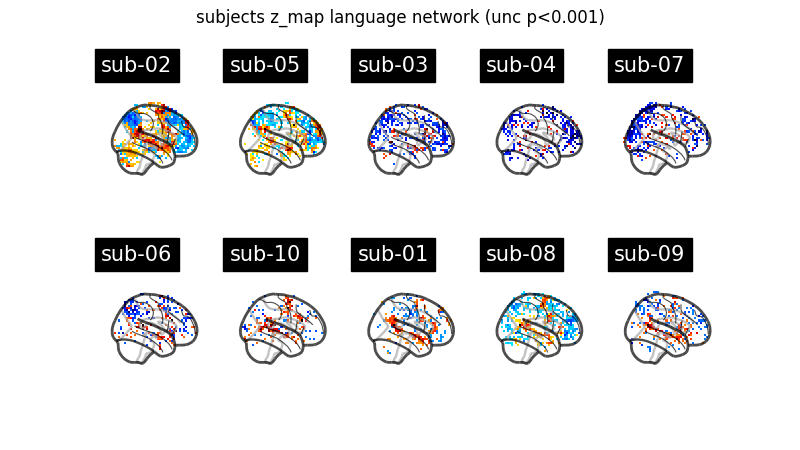 subjects z_map language network (unc p<0.001)
sub-02 sub-05 sub-03 sub-04 sub-07
sub-06 sub-10 sub-01 sub-08 sub-09